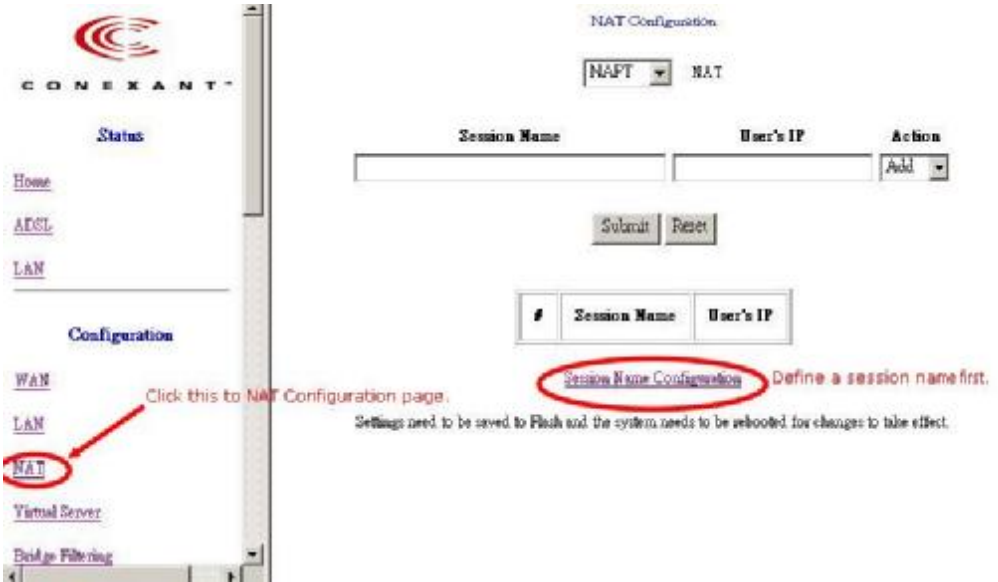 CONEXANT™
Status
Home
ADSL
LAN
Configuration
WAN
LAN
NAT
Virtual Server
Bridge Filtering
Click this to NAT Configuration page.
NAT Configuration
NAPT NAT
Session Name User's IP Action
Add
Submit Reset
# Session Name User's IP
Session Name Configuration Define a session name first.
Settings need to be saved to Flash and the system needs to be rebooted for changes to take effect.